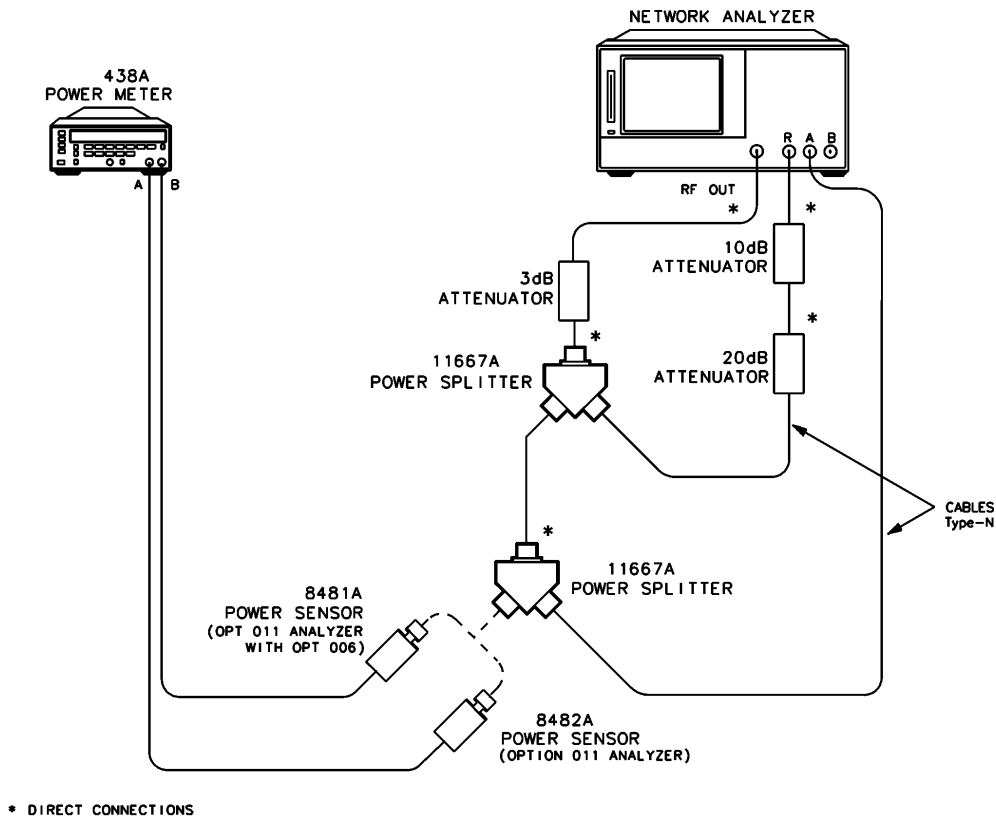 NETWORK ANALYZER
438A
POWER METER
A
B
R
A
B
RF OUT
*
*
10dB
ATTENUATOR
3dB
ATTENUATOR
*
*
20dB
ATTENUATOR
11667A
POWER SPLITTER
CABLES
Type-N
*
11667A
POWER SPLITTER
8481A
POWER SENSOR
(OPT 011 ANALYZER
WITH OPT 006)
8482A
POWER SENSOR
(OPTION 011 ANALYZER)
* DIRECT CONNECTIONS